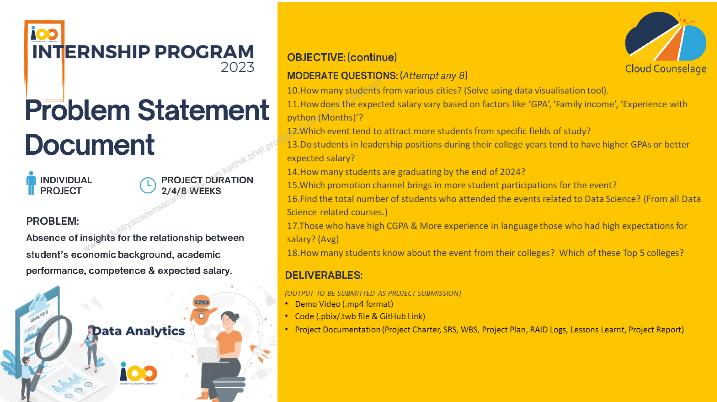 INTERNSHIP PROGRAM
2023
Problem Statement
Document
INDIVIDUAL
PROJECT
PROJECT DURATION
2/4/8 WEEKS
PROBLEM:
Absence of insights for the relationship between
student's economic background, academic
performance, competence & expected salary.
Data Analytics
OBJECTIVE: (continue)
MODERATE QUESTIONS: (Attempt any 8)
10.How many students from various cities? (Solve using data visualisation tool).
11.How does the expected salary vary based on factors like 'GPA', 'Family income', 'Experience with
python (Months)'?
12.Which event tend to attract more students from specific fields of study?
13.Do students in leadership positions during their college years tend to have higher GPAs or better
expected salary?
14.How many students are graduating by the end of 2024?
15.Which promotion channel brings in more student participations for the event?
16.Find the total number of students who attended the events related to Data Science? (From all Data
Science related courses.)
17.Those who have high CGPA & More experience in language those who had high expectations for
salary? (Avg)
18.How many students know about the event from their colleges? Which of these Top 5 colleges?
DELIVERABLES:
(OUTPUT TO BE SUBMITTED AS PROJECT SUBMISSION)
• Demo Video (.mp4 format)
• Code (.pbix/.twb file & GitHub Link)
• Project Documentation (Project Charter, SRS, WBS, Project Plan, RAID Logs, Lessons Learnt, Project Report)
Cloud Counselage